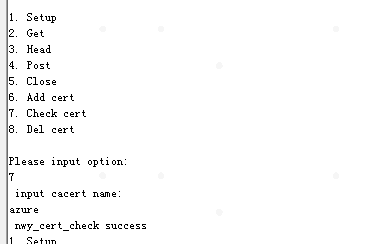 1. Setup
2. Get
3. Head
4. Post
5. Close
6. Add cert
7. Check cert
8. Del cert
Please input option:
7
input cacert name:
azure
nwy_cert_check success
1. Setup